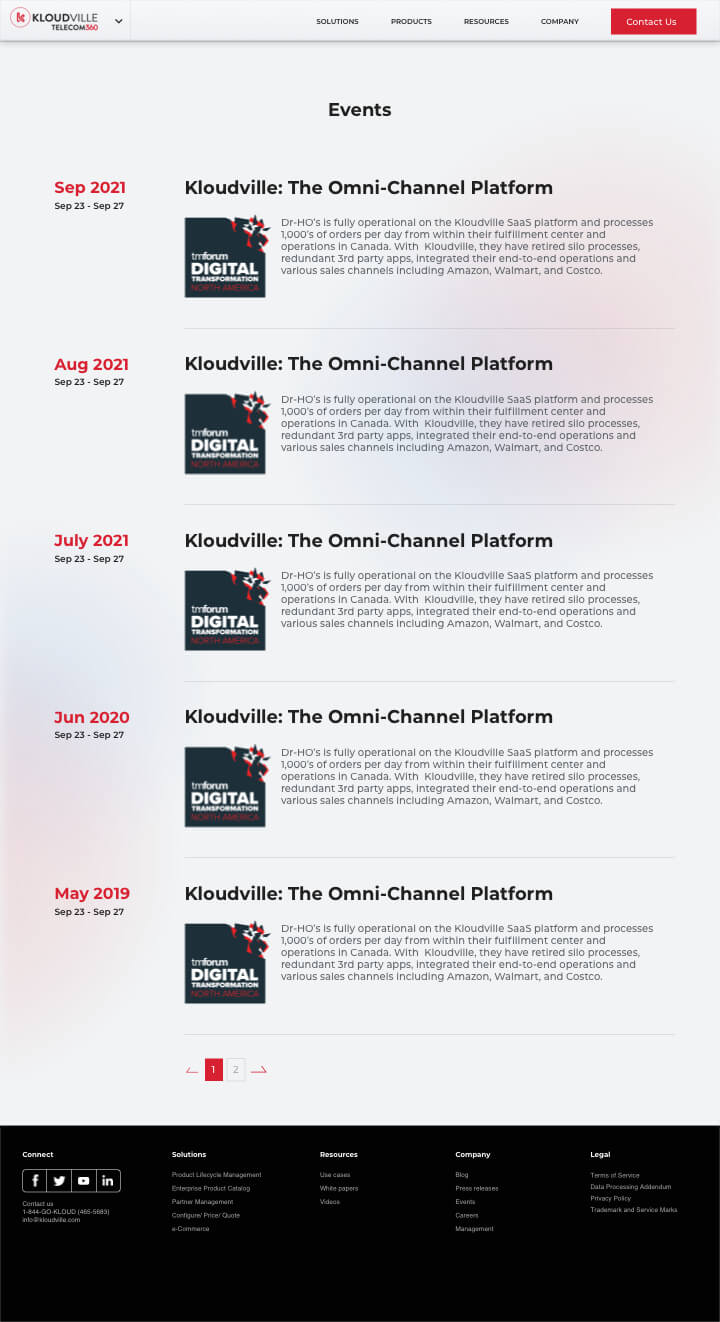 KLOUDVILLE
TELECOM360
SOLUTIONS
PRODUCTS
RESOURCES
COMPANY
Contact Us
Events
Sep 2021
Sep 23 - Sep 27
Kloudville: The Omni-Channel Platform
tmforum
DIGITAL
TRANSFORMATION
NORTH AMERICA
Dr-HO's is fully operational on the Kloudville SaaS platform and processes
1,000's of orders per day from within their fulfillment center and
operations in Canada. With  Kloudville, they have retired silo processes,
redundant 3rd party apps, integrated their end-to-end operations and
various sales channels including Amazon, Walmart, and Costco.
Aug 2021
Sep 23 - Sep 27
Kloudville: The Omni-Channel Platform
tmforum
DIGITAL
TRANSFORMATION
NORTH AMERICA
Dr-HO's is fully operational on the Kloudville SaaS platform and processes
1,000's of orders per day from within their fulfillment center and
operations in Canada. With  Kloudville, they have retired silo processes,
redundant 3rd party apps, integrated their end-to-end operations and
various sales channels including Amazon, Walmart, and Costco.
July 2021
Sep 23 - Sep 27
Kloudville: The Omni-Channel Platform
tmforum
DIGITAL
TRANSFORMATION
NORTH AMERICA
Dr-HO's is fully operational on the Kloudville SaaS platform and processes
1,000's of orders per day from within their fulfillment center and
operations in Canada. With  Kloudville, they have retired silo processes,
redundant 3rd party apps, integrated their end-to-end operations and
various sales channels including Amazon, Walmart, and Costco.
Jun 2020
Sep 23 - Sep 27
Kloudville: The Omni-Channel Platform
tmforum
DIGITAL
TRANSFORMATION
NORTH AMERICA
Dr-HO's is fully operational on the Kloudville SaaS platform and processes
1,000's of orders per day from within their fulfillment center and
operations in Canada. With  Kloudville, they have retired silo processes,
redundant 3rd party apps, integrated their end-to-end operations and
various sales channels including Amazon, Walmart, and Costco.
May 2019
Sep 23 - Sep 27
Kloudville: The Omni-Channel Platform
tmforum
DIGITAL
TRANSFORMATION
NORTH AMERICA
Dr-HO's is fully operational on the Kloudville SaaS platform and processes
1,000's of orders per day from within their fulfillment center and
operations in Canada. With  Kloudville, they have retired silo processes,
redundant 3rd party apps, integrated their end-to-end operations and
various sales channels including Amazon, Walmart, and Costco.
1
2
Connect
Contact us
1-844-GO-KLOUD (465-5683)
info@kloudville.com
Solutions
Product Lifecycle Management
Enterprise Product Catalog
Partner Management
Configure/ Price/ Quote
e-Commerce
Resources
Use cases
White papers
Videos
Company
Blog
Press releases
Events
Careers
Management
Legal
Terms of Service
Data Processing Addendum
Privacy Policy
Trademark and Service Marks